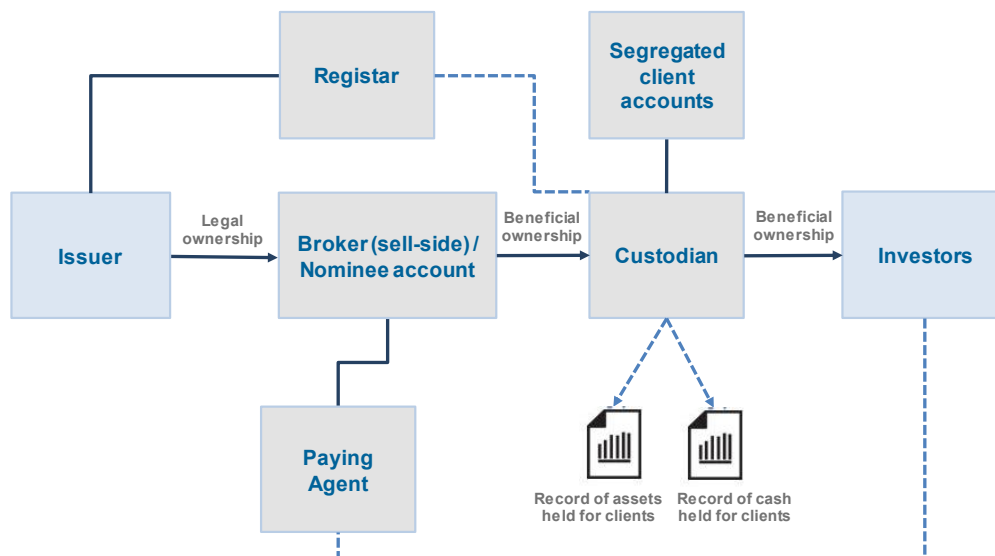 Registar
Segregated
client
accounts
Issuer
Legal
ownership
Broker (sell-side) /
Nominee account
Beneficial
ownership
Custodian
Beneficial
ownership
Investors
Paying
Agent
Record of assets
held for clients
Record of cash
held for clients